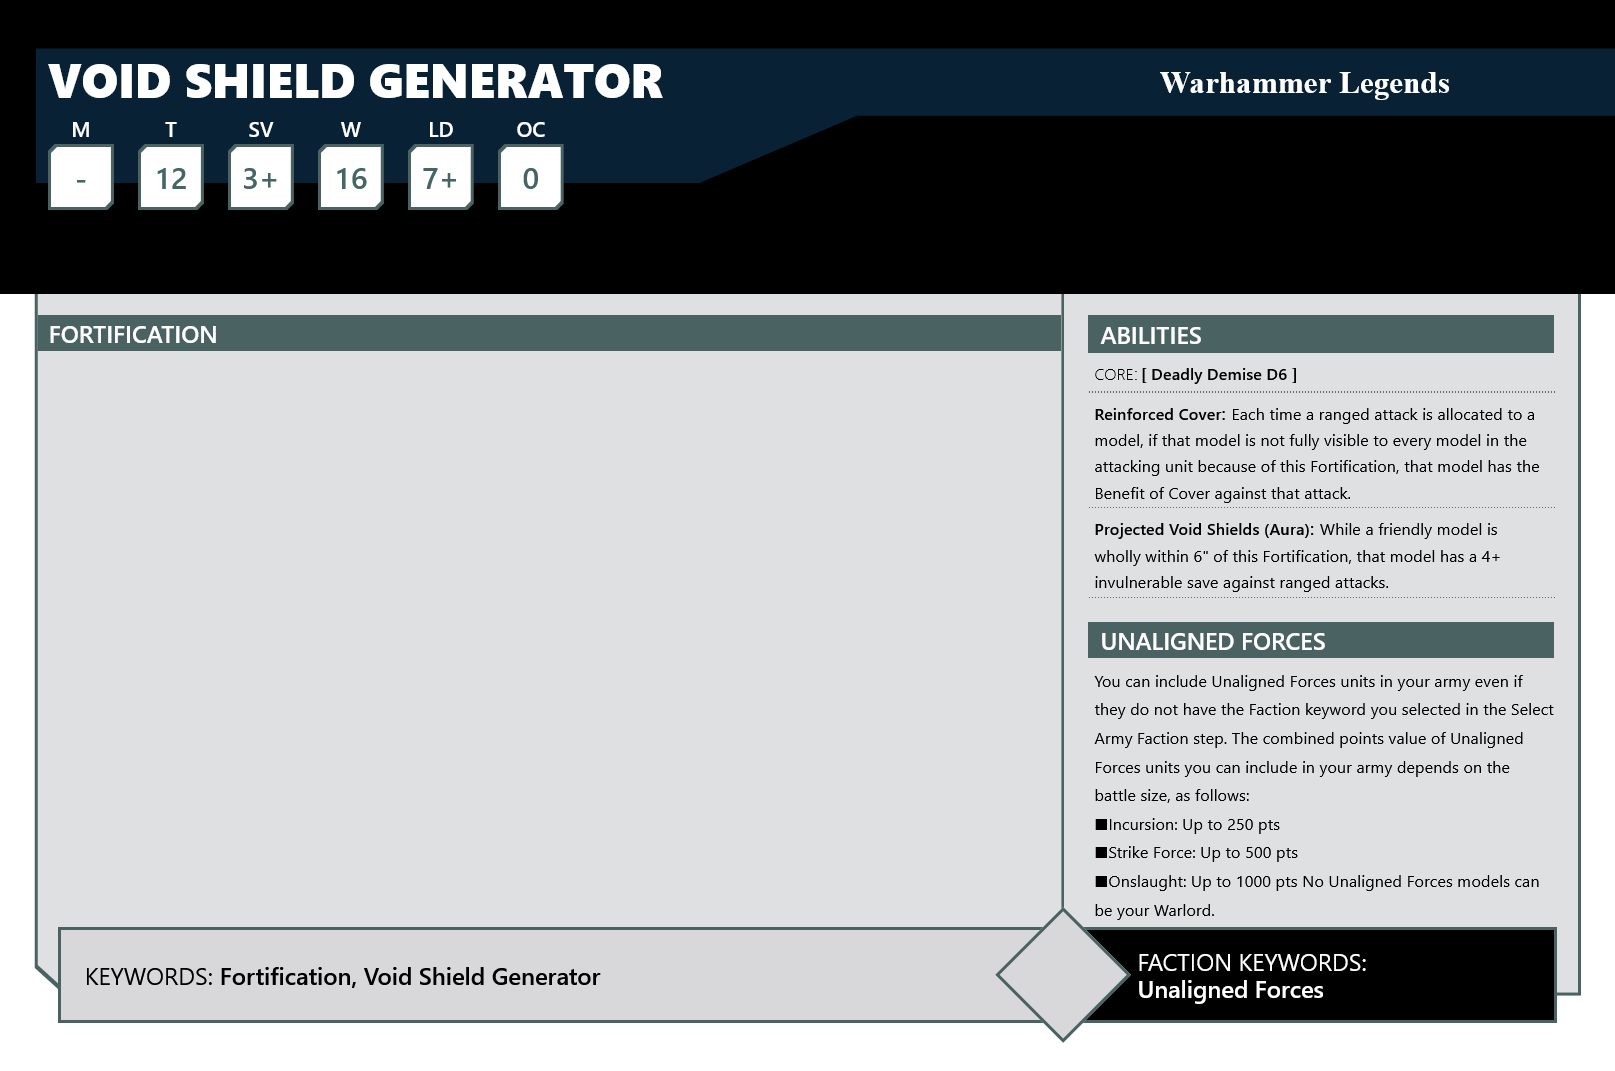 VOID SHIELD GENERATOR
Warhammer Legends
M T SV W LD OC
- 12 3+ 16 7+ 0
FORTIFICATION
ABILITIES
CORE: [ Deadly Demise D6 ]
Reinforced Cover: Each time a ranged attack is allocated to a
model, if that model is not fully visible to every model in the
attacking unit because of this Fortification, that model has the
Benefit of Cover against that attack.
Projected Void Shields (Aura): While a friendly model is
wholly within 6" of this Fortification, that model has a 4+
invulnerable save against ranged attacks.
UNALIGNED FORCES
You can include Unaligned Forces units in your army even if
they do not have the Faction keyword you selected in the Select
Army Faction step. The combined points value of Unaligned
Forces units you can include in your army depends on the
battle size, as follows:
■Incursion: Up to 250 pts
■Strike Force: Up to 500 pts
■Onslaught: Up to 1000 pts No Unaligned Forces models can
be your Warlord.
KEYWORDS: Fortification, Void Shield Generator
FACTION KEYWORDS:
Unaligned Forces